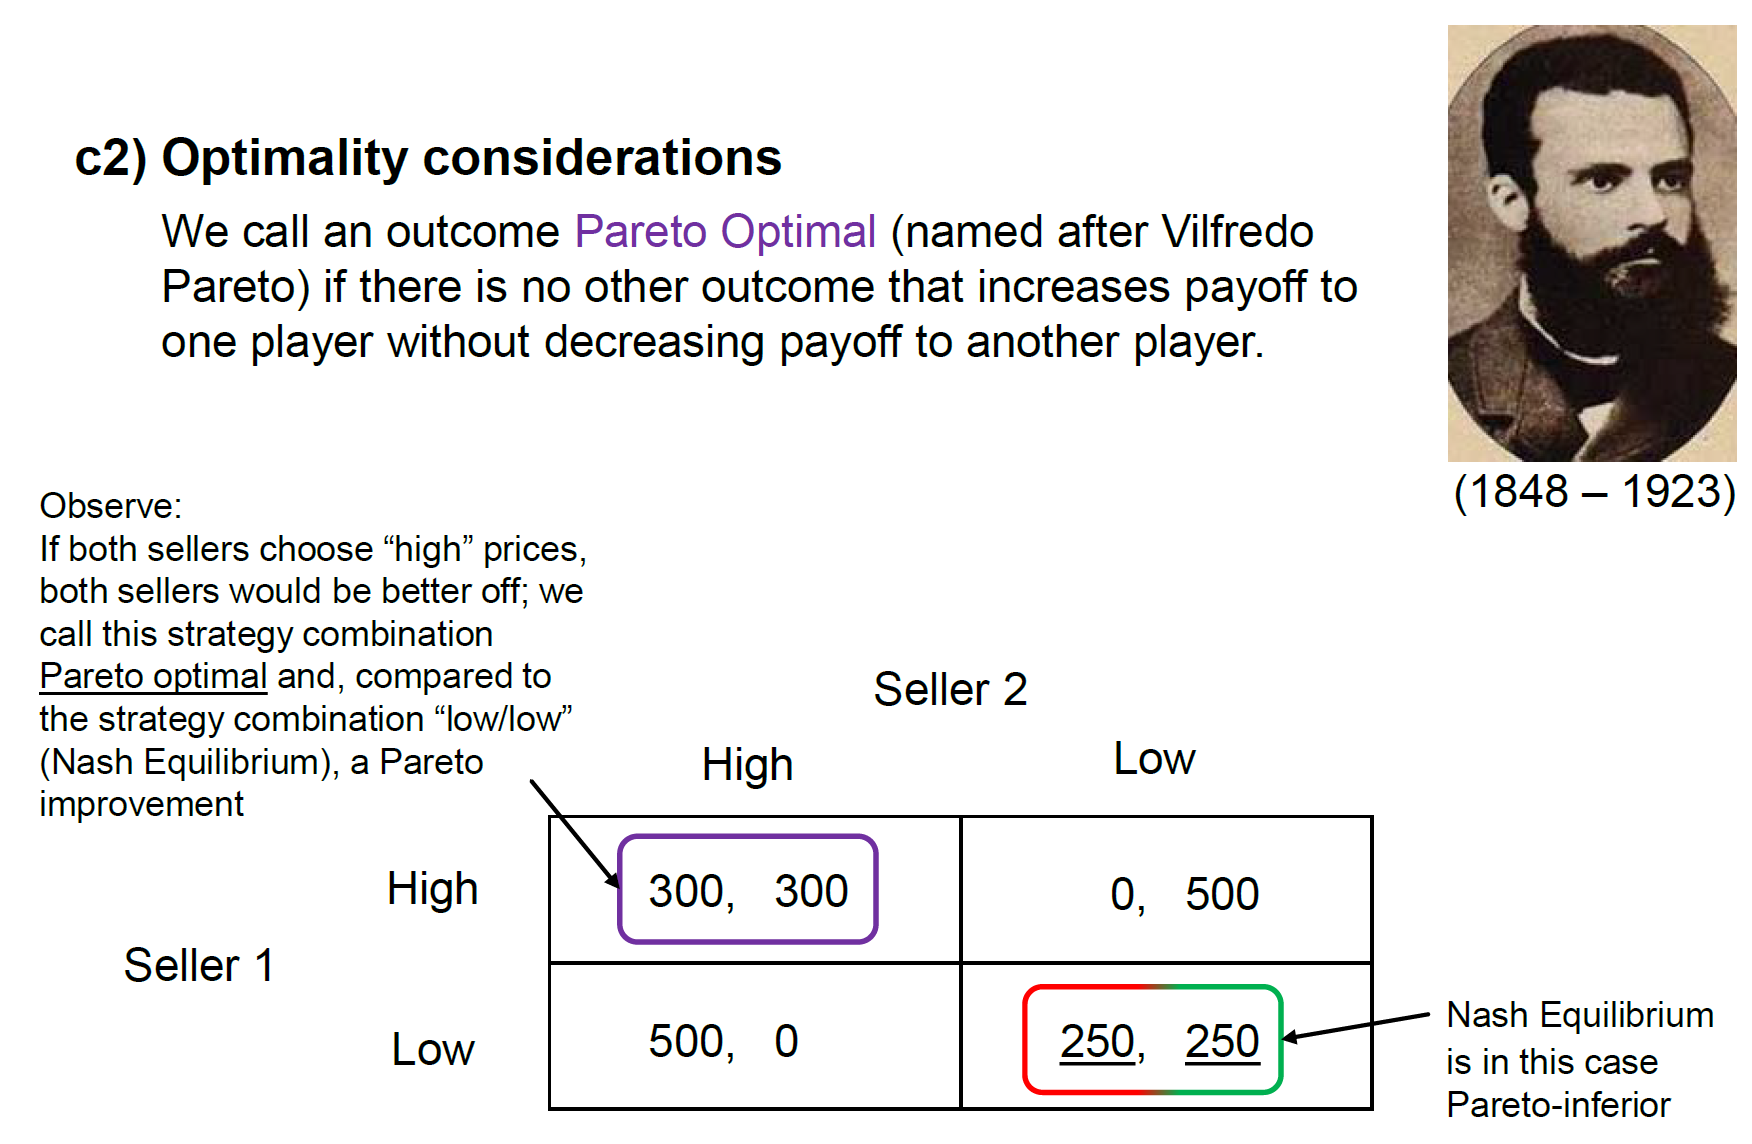 c2) Optimality considerations
We call an outcome Pareto Optimal (named after Vilfredo
Pareto) if there is no other outcome that increases payoff to
one player without decreasing payoff to another player.
(1848 – 1923)
Observe:
If both sellers choose “high” prices,
both sellers would be better off; we
call this strategy combination
Pareto optimal and, compared to
the strategy combination “low/low”
(Nash Equilibrium), a Pareto
improvement
Seller 2
High Low
High 300, 300 0, 500
Seller 1
Low 500, 0 250, 250
Nash Equilibrium
is in this case
Pareto-inferior